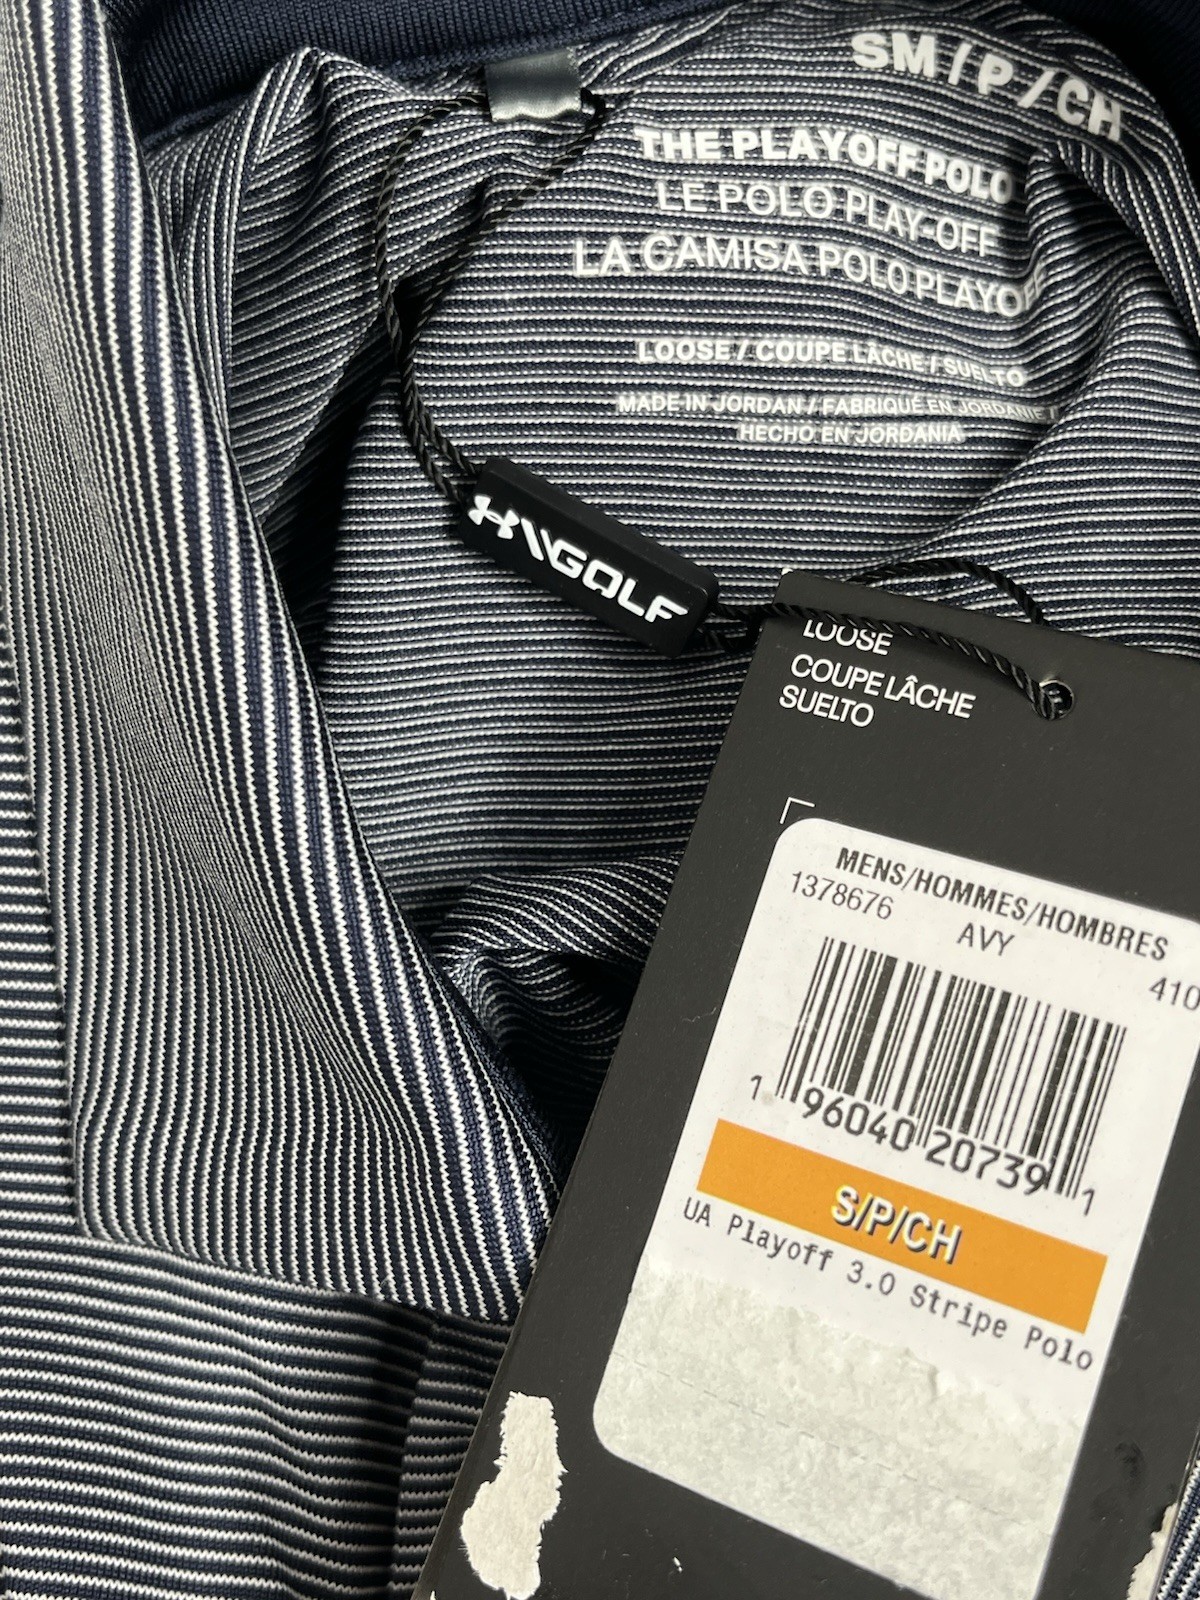 SM/P/CH
THE PLAYOFF POLO
LE POLO PLAY-OFF
LA CAMISA POLO PLAYOFF
LOOSE / COUPE LÂCHE / SUELTO
MADE IN JORDAN / FABRIQUÉ EN JORDANIE /
HECHO EN JORDANIA
GOLF
LOOSE
COUPE LÂCHE
SUELTO
MENS/HOMMES/HOMBRES
1378676
AVY
410
1 96040 20739 1
S/P/CH
UA Playoff 3.0 Stripe Polo